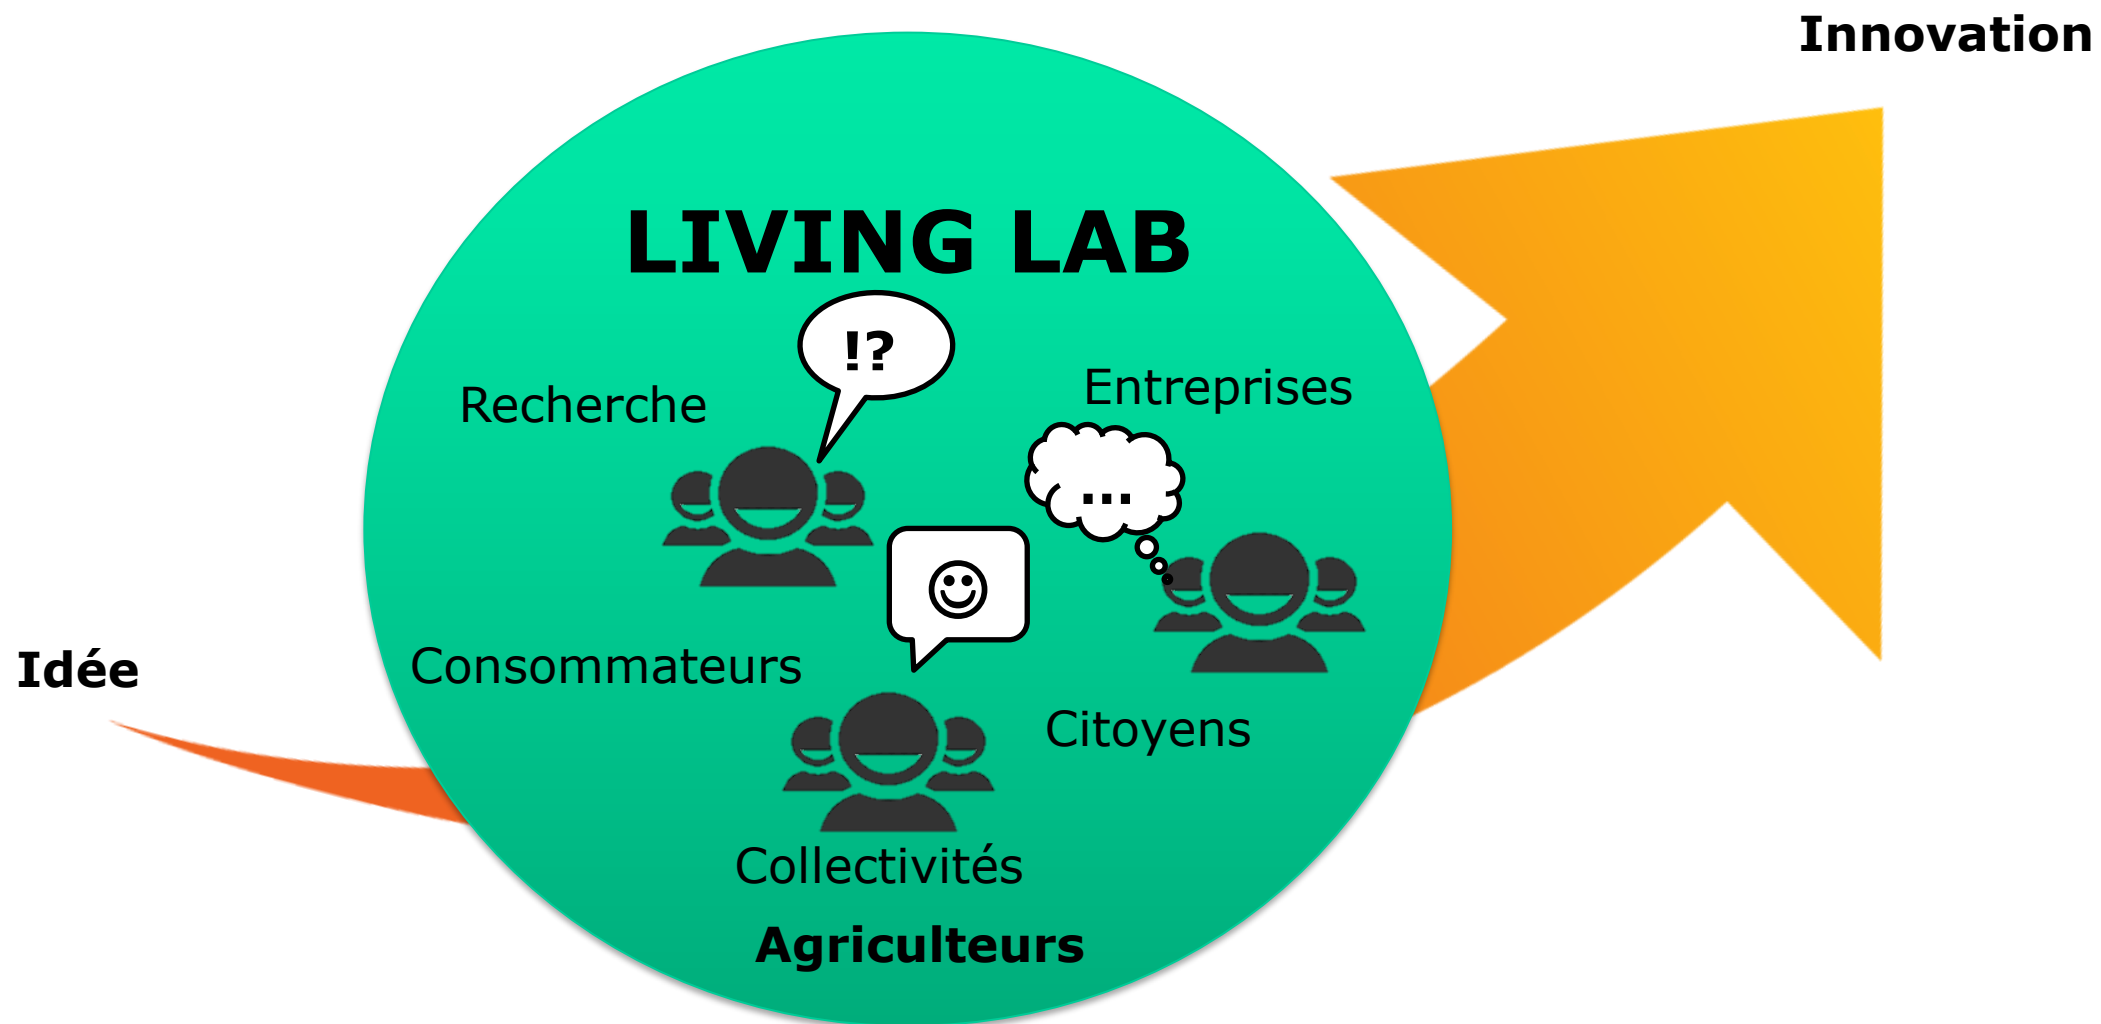 Innovation
LIVING LAB
!?
Entreprises
Recherche
...
Idée
Consommateurs
Citoyens
Collectivités
Agriculteurs